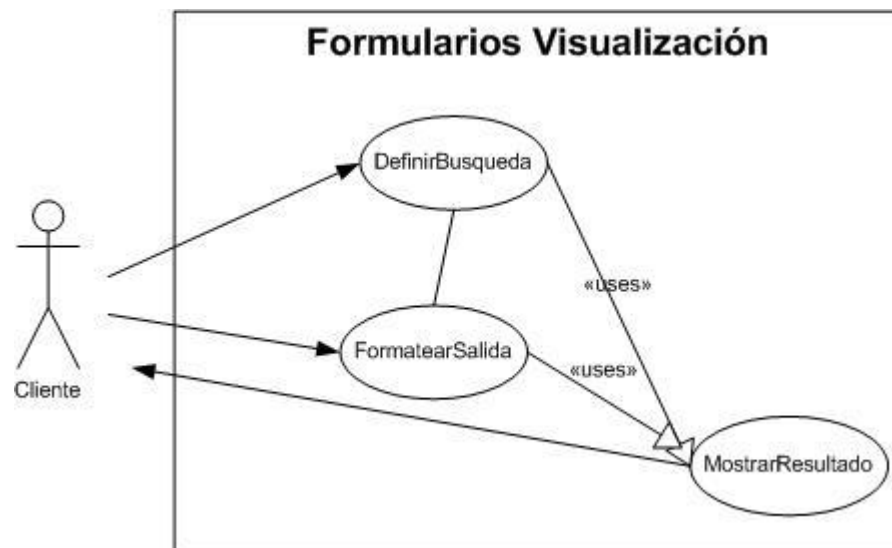 Formularios Visualización
DefinirBusqueda
«uses»
FormatearSalida
«uses»
Cliente
MostrarResultado